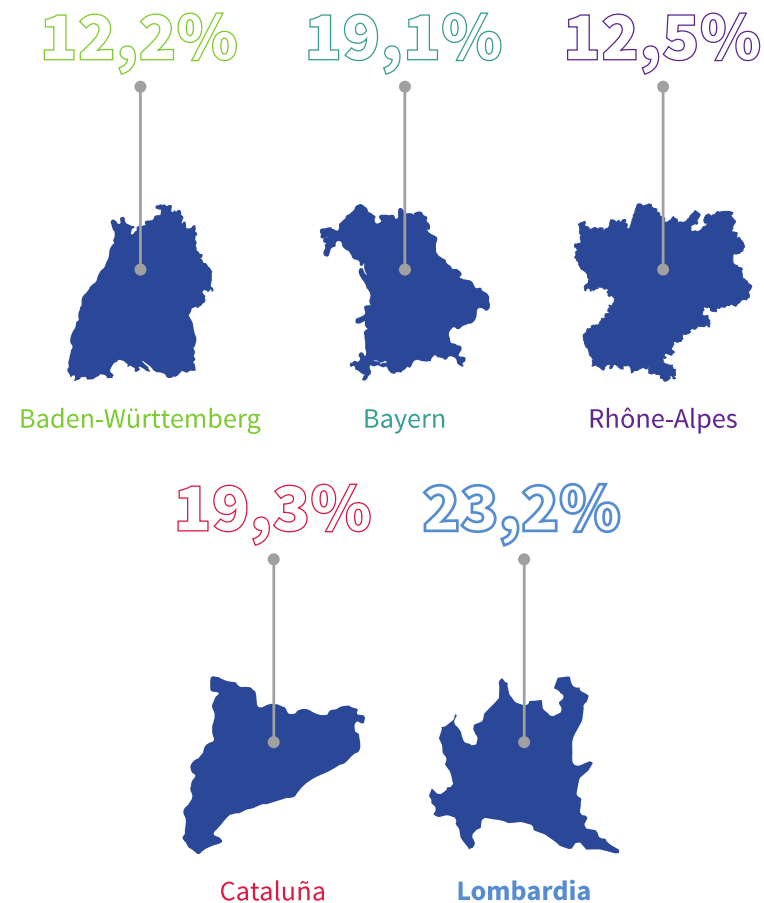 12,2%
19,1%
12,5%
Baden-Württemberg
Bayern
Rhône-Alpes
19,3%
23,2%
Cataluña
Lombardia